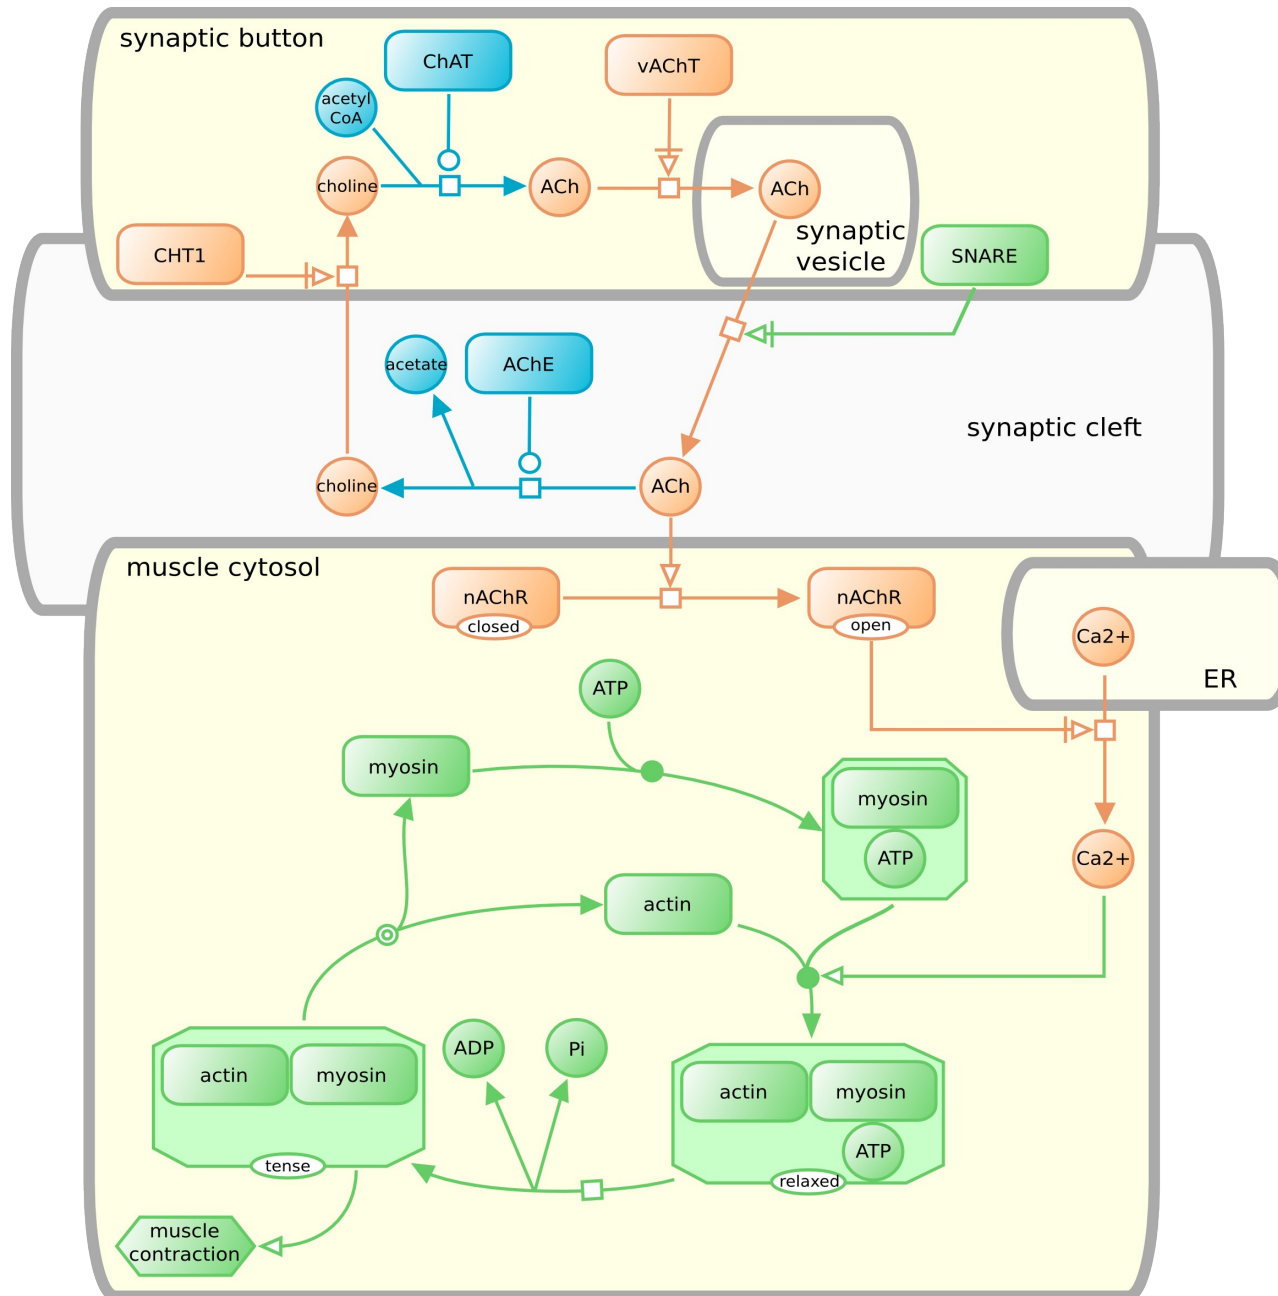 synaptic button
ChAT
vAChT
acetyl
CoA
choline
ACh
ACh
synaptic
vesicle
CHT1
SNARE
acetate
AChE
synaptic cleft
choline
ACh
muscle cytosol
nAChR
closed
nAChR
open
Ca2+
ER
ATP
myosin
myosin
ATP
Ca2+
actin
actin
myosin
tense
ADP
Pi
actin
myosin
ATP
relaxed
muscle
contraction